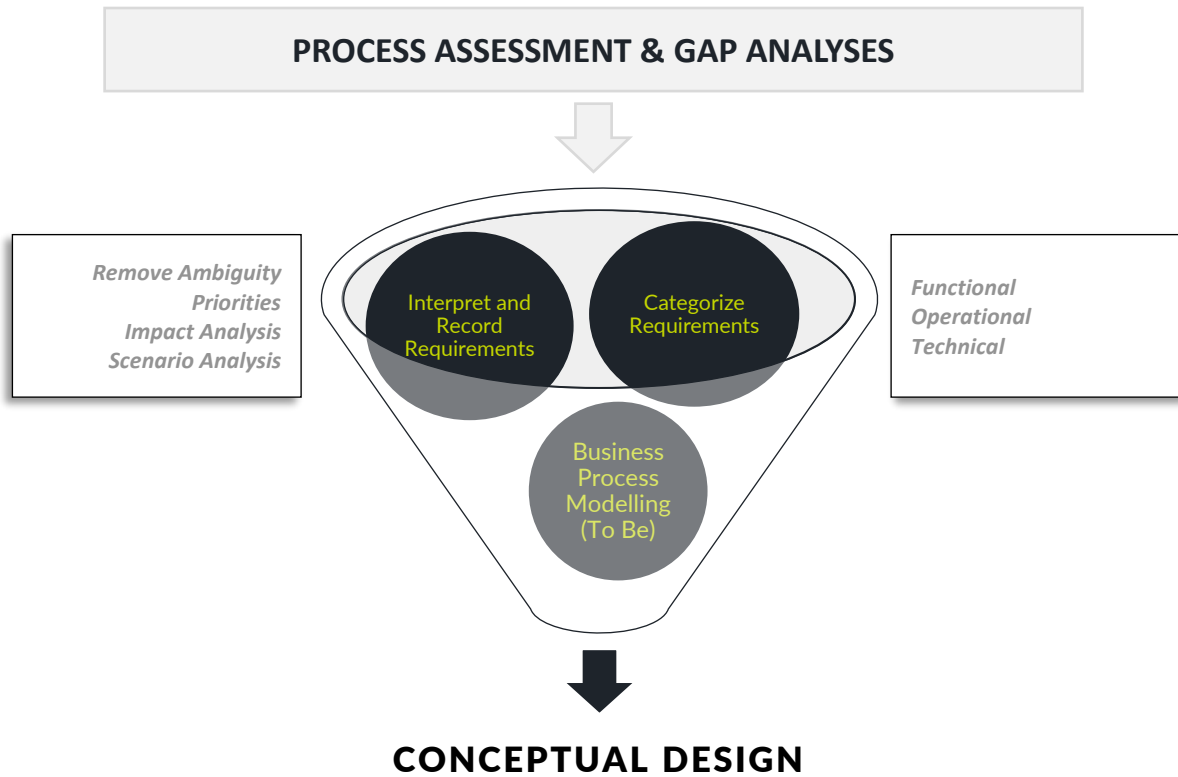 PROCESS ASSESSMENT & GAP ANALYSES
Remove Ambiguity
Priorities
Impact Analysis
Scenario Analysis
Interpret and
Record
Requirements
Categorize
Requirements
Functional
Operational
Technical
Business
Process
Modelling
(To Be)
CONCEPTUAL DESIGN